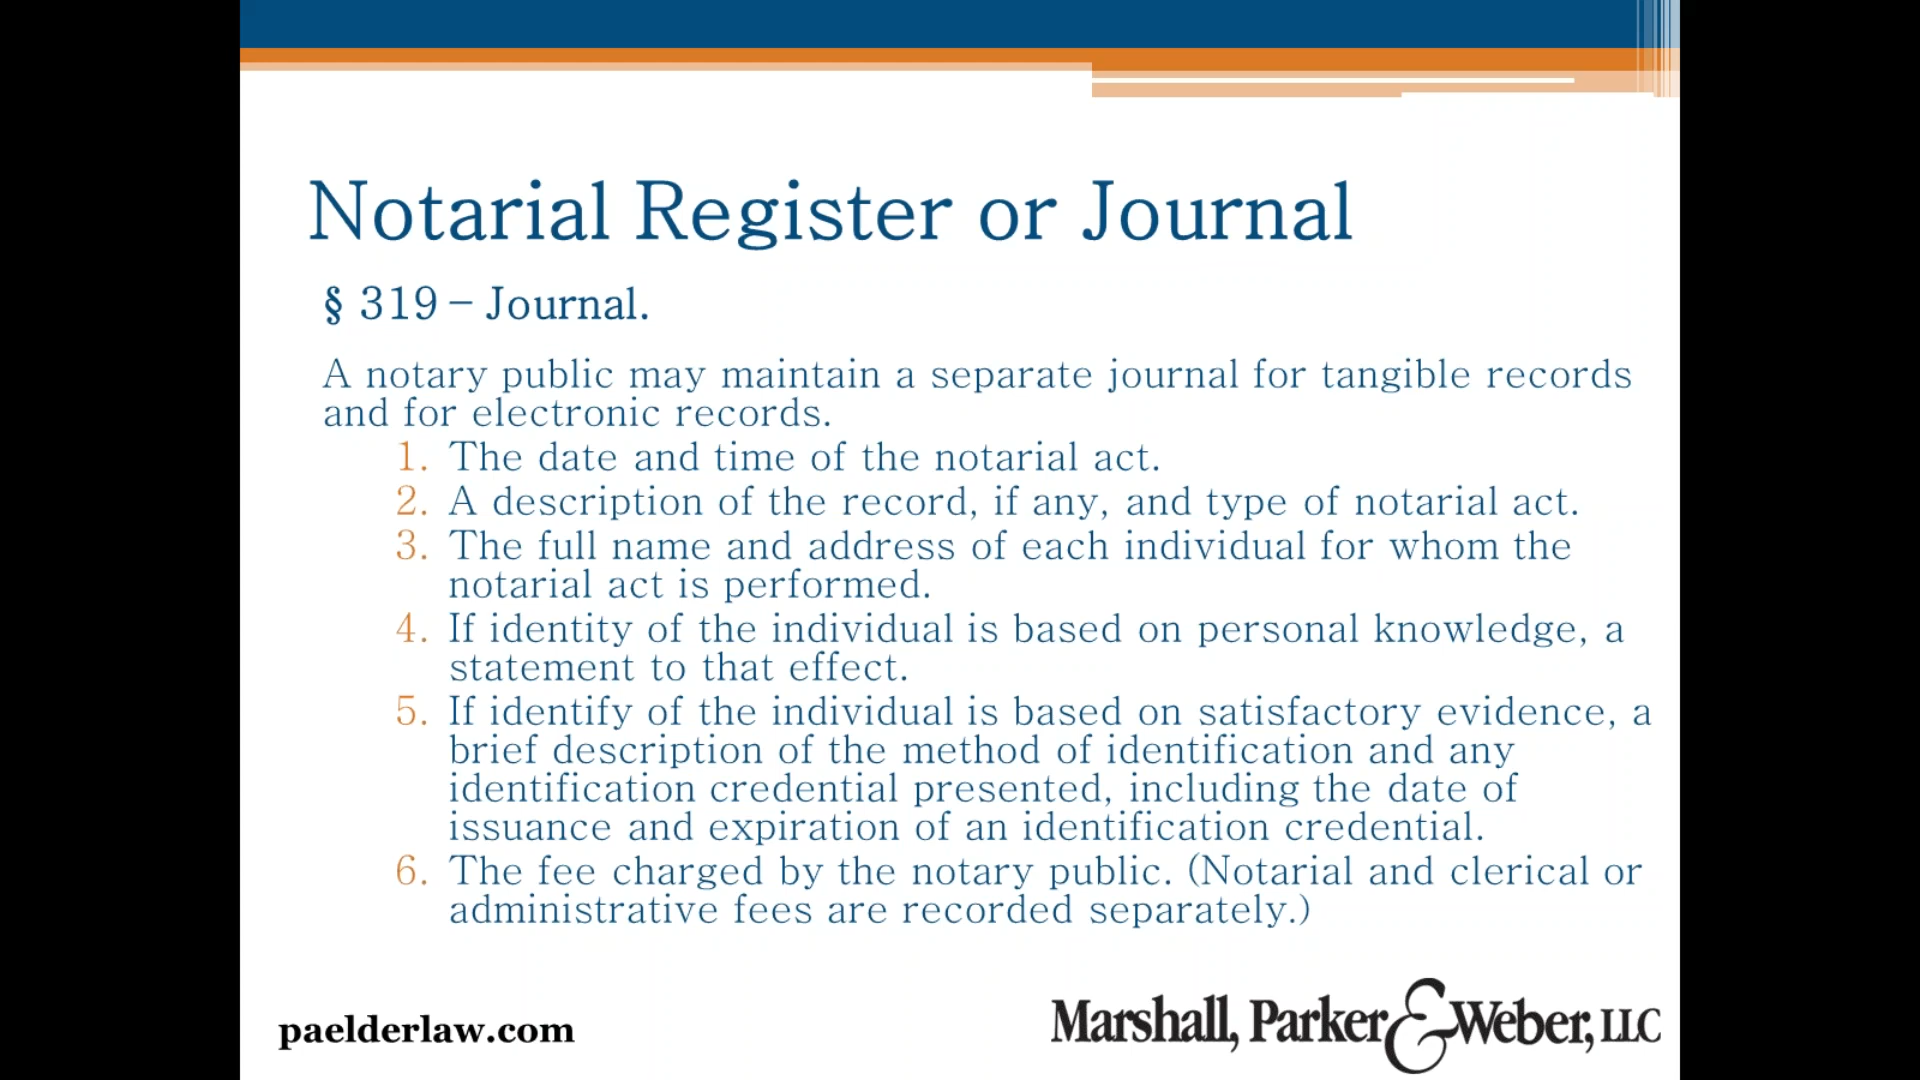 Notarial Register or Journal
§ 319 – Journal.
A notary public may maintain a separate journal for tangible records
and for electronic records.
1. The date and time of the notarial act.
2. A description of the record, if any, and type of notarial act.
3. The full name and address of each individual for whom the
notarial act is performed.
4. If identity of the individual is based on personal knowledge, a
statement to that effect.
5. If identify of the individual is based on satisfactory evidence, a
brief description of the method of identification and any
identification credential presented, including the date of
issuance and expiration of an identification credential.
6. The fee charged by the notary public. (Notarial and clerical or
administrative fees are recorded separately.)
paelderlaw.com
Marshall, Parker & Weber, LLC